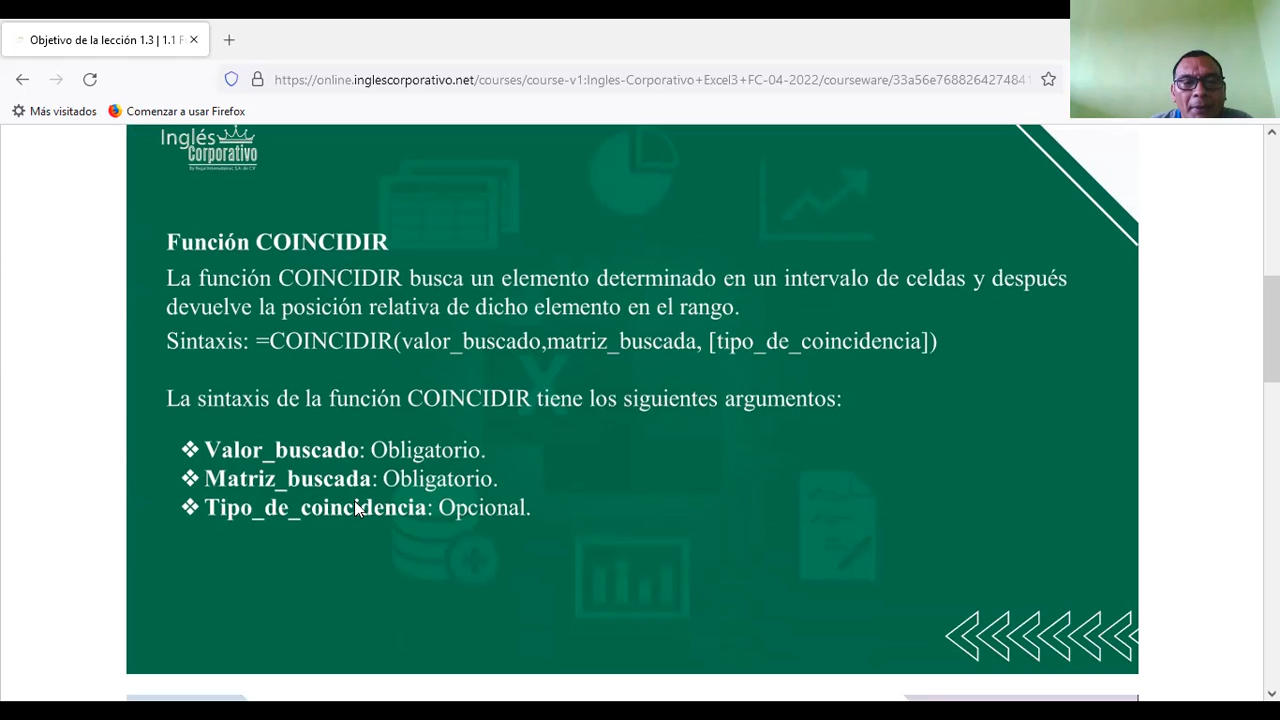 Objetivo de la lección 1.3 | 1.1 F
https://online.inglescorporativo.net/courses/course-v1:Ingles-Corporativo+Excel3+FC-04-2022/courseware/33a56e7688264274841
Más visitados
Comenzar a usar Firefox
Inglés
Corporativo
Función COINCIDIR
La función COINCIDIR busca un elemento determinado en un intervalo de celdas y después
devuelve la posición relativa de dicho elemento en el rango.
Sintaxis: =COINCIDIR(valor_buscado,matriz_buscada, [tipo_de_coincidencia])
La sintaxis de la función COINCIDIR tiene los siguientes argumentos:
❖ Valor_buscado: Obligatorio.
❖ Matriz_buscada: Obligatorio.
❖ Tipo_de_coincidencia: Opcional.